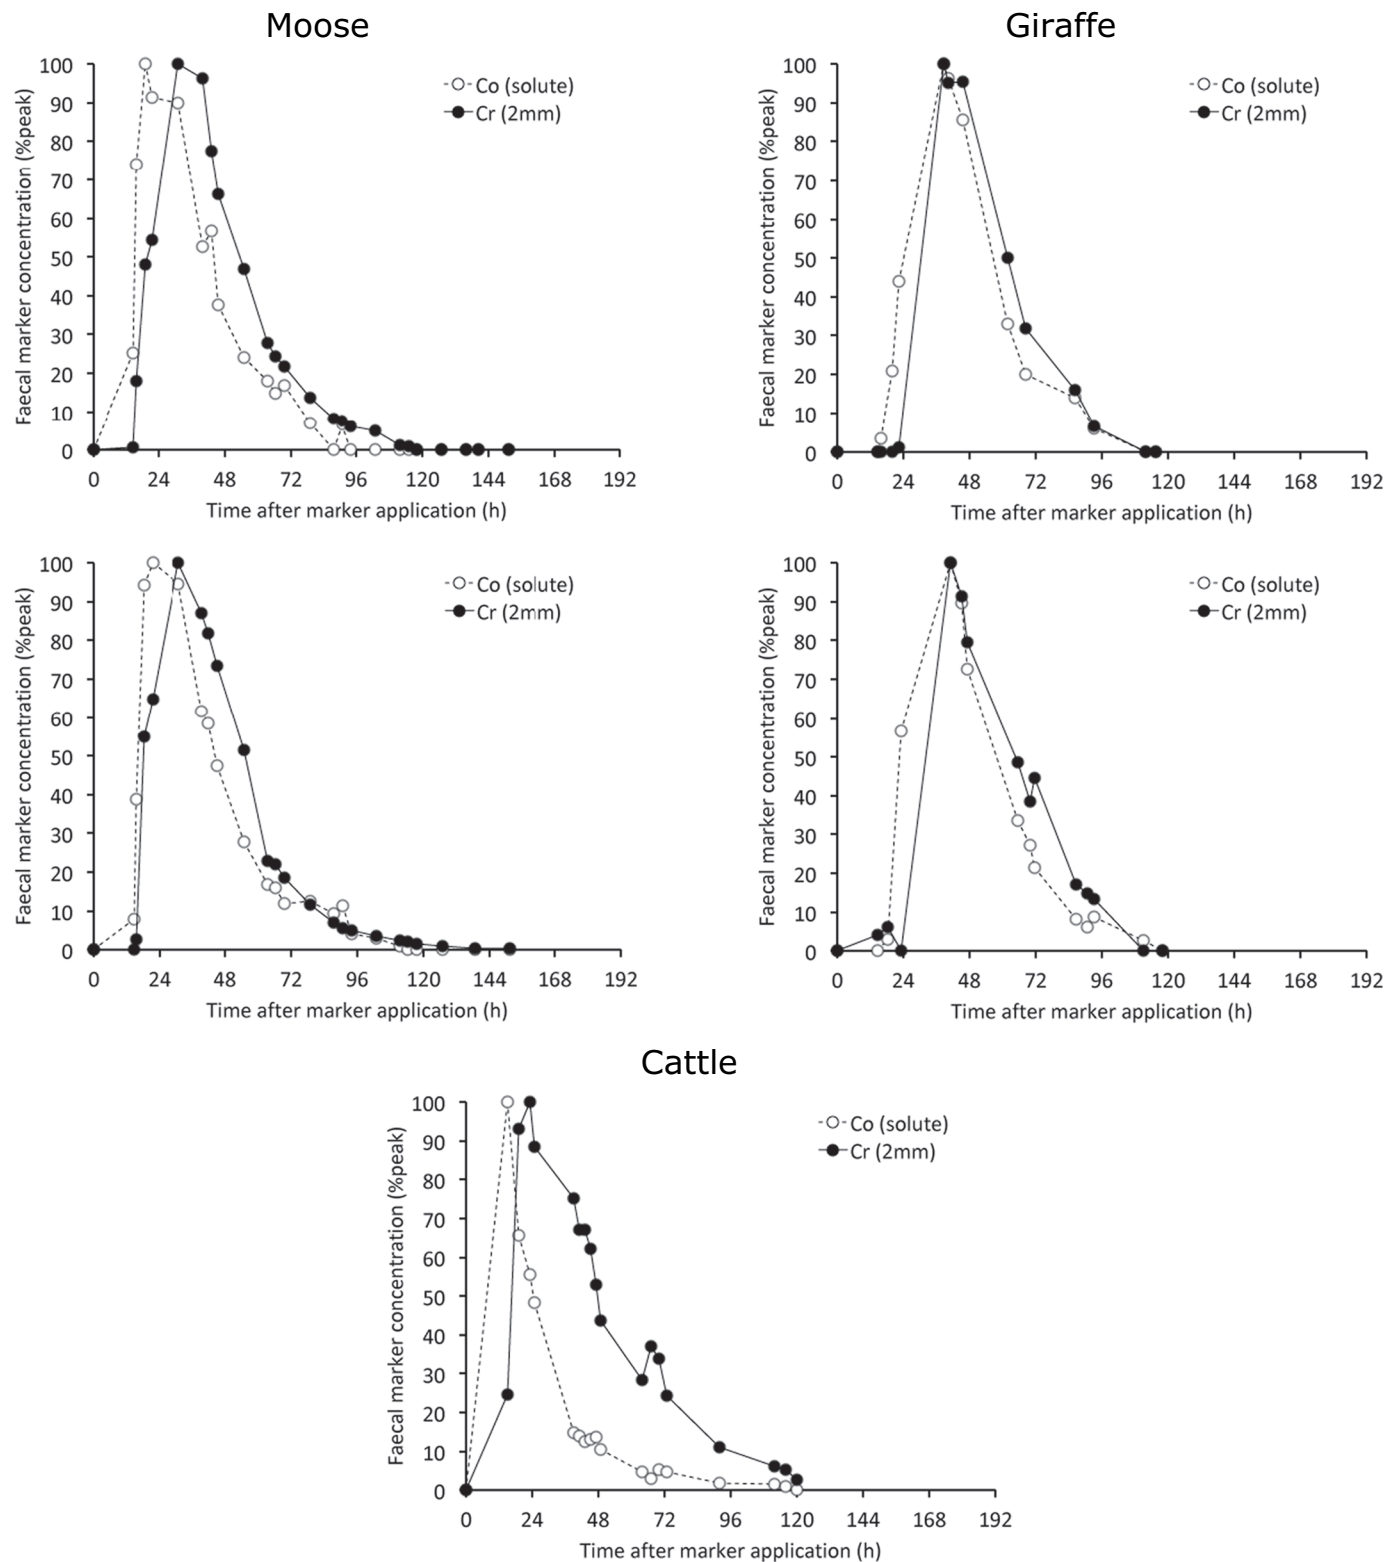 Moose
Faecal marker concentration (%peak)
100
90
80
70
60
50
40
30
20
10
0
Co (solute)
Cr (2mm)
0 24 48 72 96 120 144 168 192
Time after marker application (h)
Giraffe
Faecal marker concentration (%peak)
100
90
80
70
60
50
40
30
20
10
0
Co (solute)
Cr (2mm)
0 24 48 72 96 120 144 168 192
Time after marker application (h)
Faecal marker concentration (%peak)
100
90
80
70
60
50
40
30
20
10
0
Co (solute)
Cr (2mm)
0 24 48 72 96 120 144 168 192
Time after marker application (h)
Faecal marker concentration (%peak)
100
90
80
70
60
50
40
30
20
10
0
Co (solute)
Cr (2mm)
0 24 48 72 96 120 144 168 192
Time after marker application (h)
Cattle
Faecal marker concentration (%peak)
100
90
80
70
60
50
40
30
20
10
0
Co (solute)
Cr (2mm)
0 24 48 72 96 120 144 168 192
Time after marker application (h)